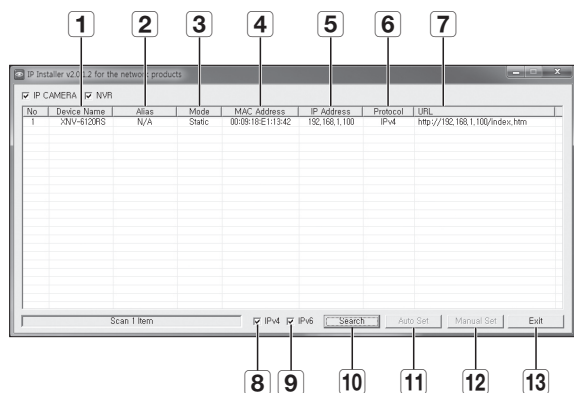 1 2 3 4 5 6 7
IP Installer v2.0.1.2 for the network products
IP CAMERA NVR
No Device Name Alias Mode MAC Address IP Address Protocol URL
1 XNV-6120RS N/A Static 00:09:18:E1:13:42 192,168,1,100 IPv4 http://192,168,1,100/index,htm
Scan 1 Item IPv4 IPv6 Search Auto Set Manual Set Exit
8 9 10 11 12 13